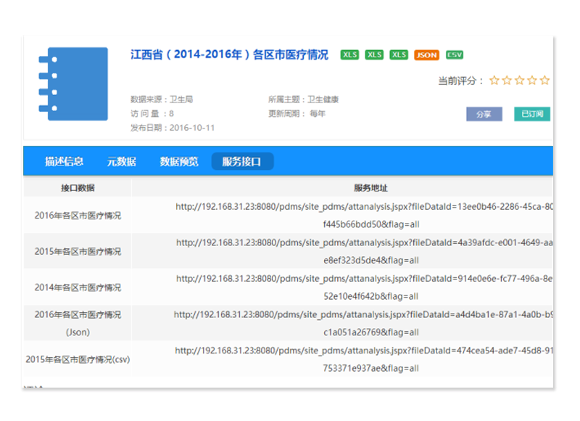 江西省（2014-2016年）各区市医疗情况 XLS XLS XLS JSON CSV
当前评分：
数据来源：卫生局 所属主题：卫生健康
访 问 量 ：8 更新周期： 每年 分享 已订阅
发布日期：2016-10-11
描述信息 元数据 数据预览 服务接口
接口数据 服务地址
2016年各区市医疗情况 http://192.168.31.23:8080/pdms/site_pdms/attanalysis.jspx?fileDataId=13ee0b46-2286-45ca-80
f445b66bdd50&flag=all
2015年各区市医疗情况 http://192.168.31.23:8080/pdms/site_pdms/attanalysis.jspx?fileDataId=4a39afdc-e001-4649-aa
e8ef323d5de4&flag=all
2014年各区市医疗情况 http://192.168.31.23:8080/pdms/site_pdms/attanalysis.jspx?fileDataId=914e0e6e-fc77-496a-8e
52e10e4f642b&flag=all
2016年各区市医疗情况 http://192.168.31.23:8080/pdms/site_pdms/attanalysis.jspx?fileDataId=a4d4ba1e-87a1-4a0b-b9
（Json） c1a051a26769&flag=all
2015年各区市医疗情况(csv) http://192.168.31.23:8080/pdms/site_pdms/attanalysis.jspx?fileDataId=474cea54-ade7-45d8-91
753371e937ae&flag=all